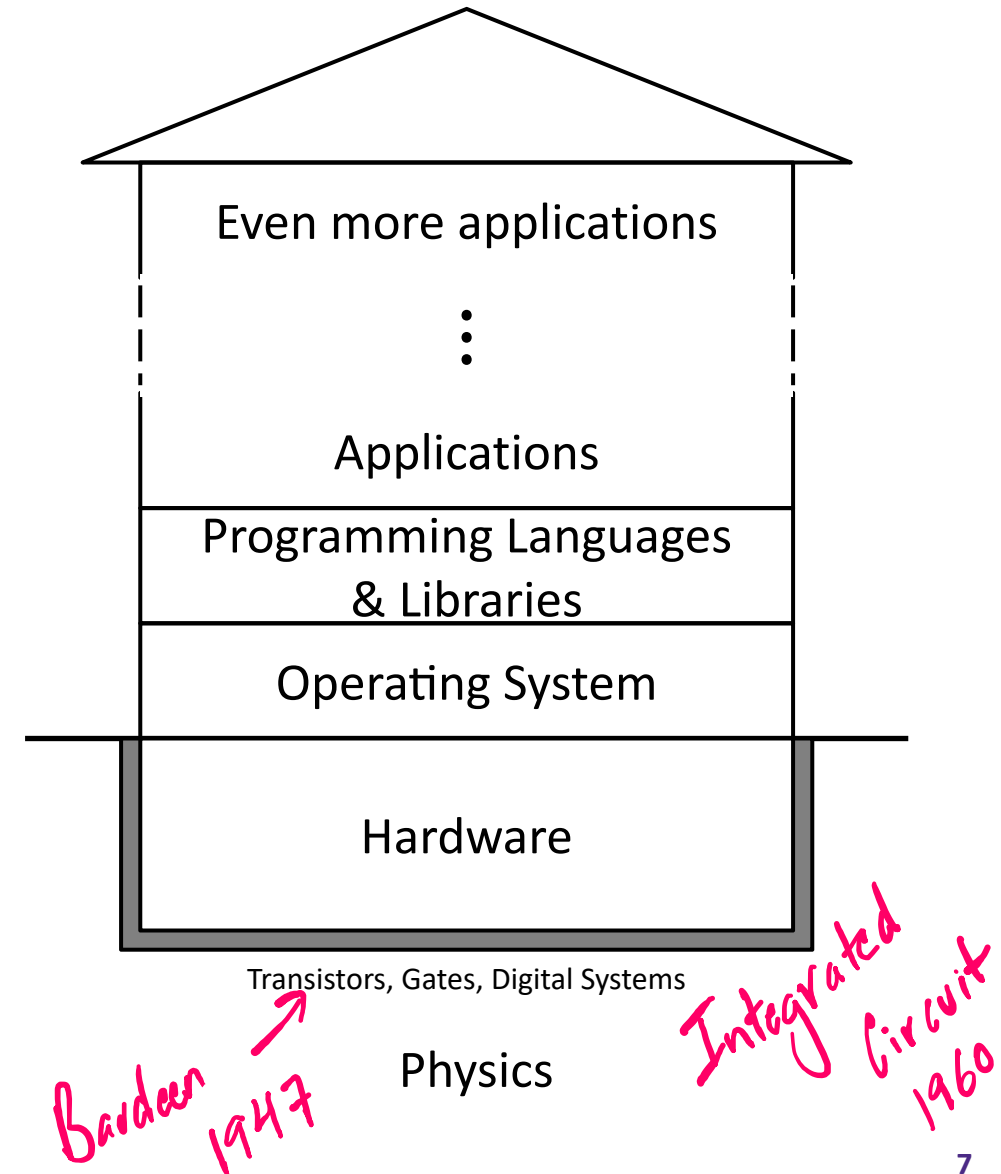 Even more applications
⋮
Applications
Programming Languages
& Libraries
Operating System
Hardware
Transistors, Gates, Digital Systems
Physics
Bardeen
1947
Integrated
Circuit
1960
7